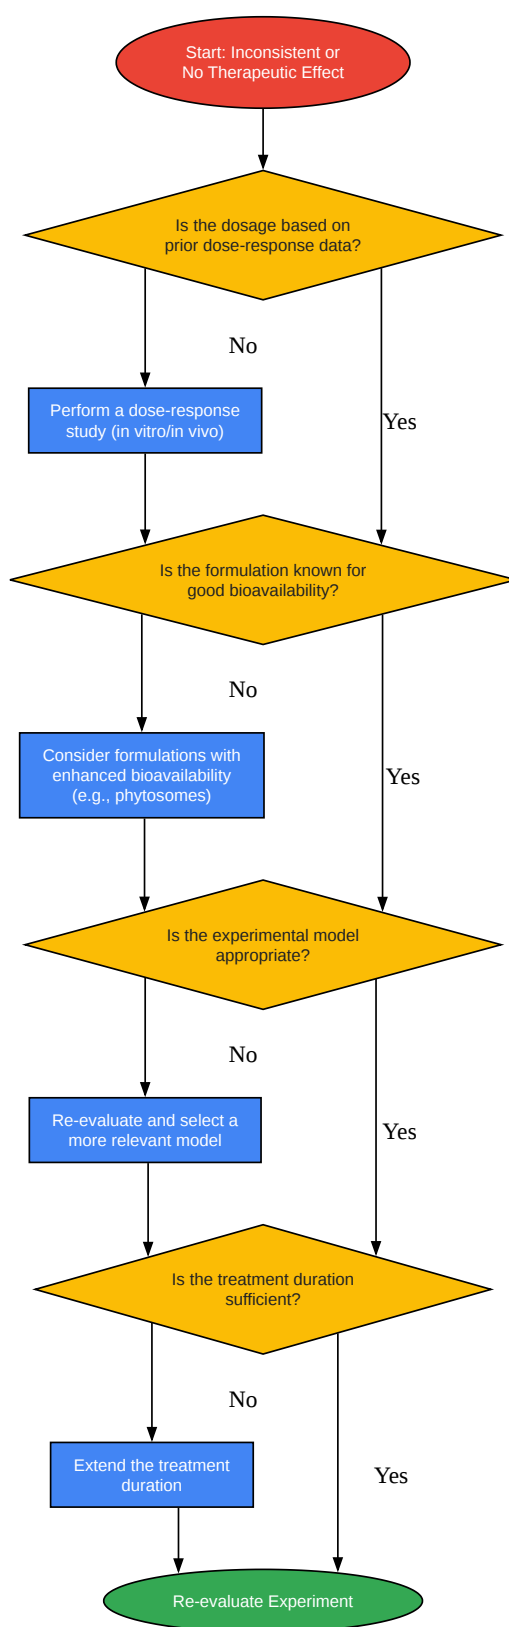 Start: Inconsistent or
No Therapeutic Effect
Is the dosage based on
prior dose-response data?
No
Perform a dose-response
study (in vitro/in vivo)
Yes
Is the formulation known for
good bioavailability?
No
Consider formulations with
enhanced bioavailability
(e.g., phytosomes)
Yes
Is the experimental model
appropriate?
No
Re-evaluate and select a
more relevant model
Yes
Is the treatment duration
sufficient?
No
Extend the treatment
duration
Yes
Re-evaluate Experiment